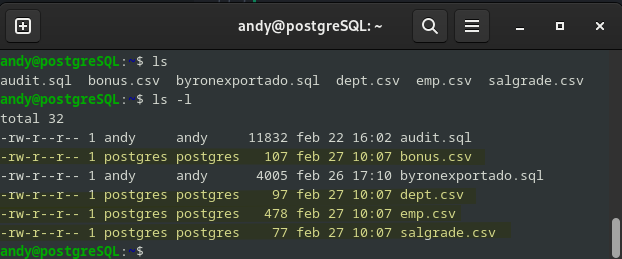 andy@postgreSQL: ~
andy@postgreSQL:~$ ls
audit.sql  bonus.csv  byronexportado.sql  dept.csv  emp.csv  salgrade.csv
andy@postgreSQL:~$ ls -l
total 32
-rw-r--r-- 1 andy     andy     11832 feb 22 16:02 audit.sql
-rw-r--r-- 1 postgres postgres   107 feb 27 10:07 bonus.csv
-rw-r--r-- 1 andy     andy      4005 feb 26 17:10 byronexportado.sql
-rw-r--r-- 1 postgres postgres    97 feb 27 10:07 dept.csv
-rw-r--r-- 1 postgres postgres   478 feb 27 10:07 emp.csv
-rw-r--r-- 1 postgres postgres    77 feb 27 10:07 salgrade.csv
andy@postgreSQL:~$